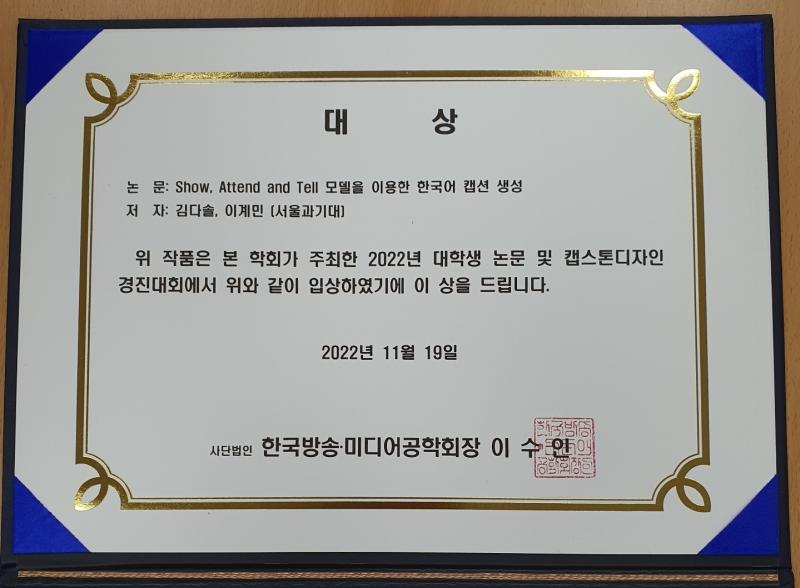 대 상
논 문: Show, Attend and Tell 모델을 이용한 한국어 캡션 생성
저 자: 김다솔, 이계민 (서울과기대)
위 작품은 본 학회가 주최한 2022년 대학생 논문 및 캡스톤디자인
경진대회에서 위와 같이 입상하였기에 이 상을 드립니다.
2022년 11월 19일
사단법인 한국방송·미디어공학회장 이 수 인